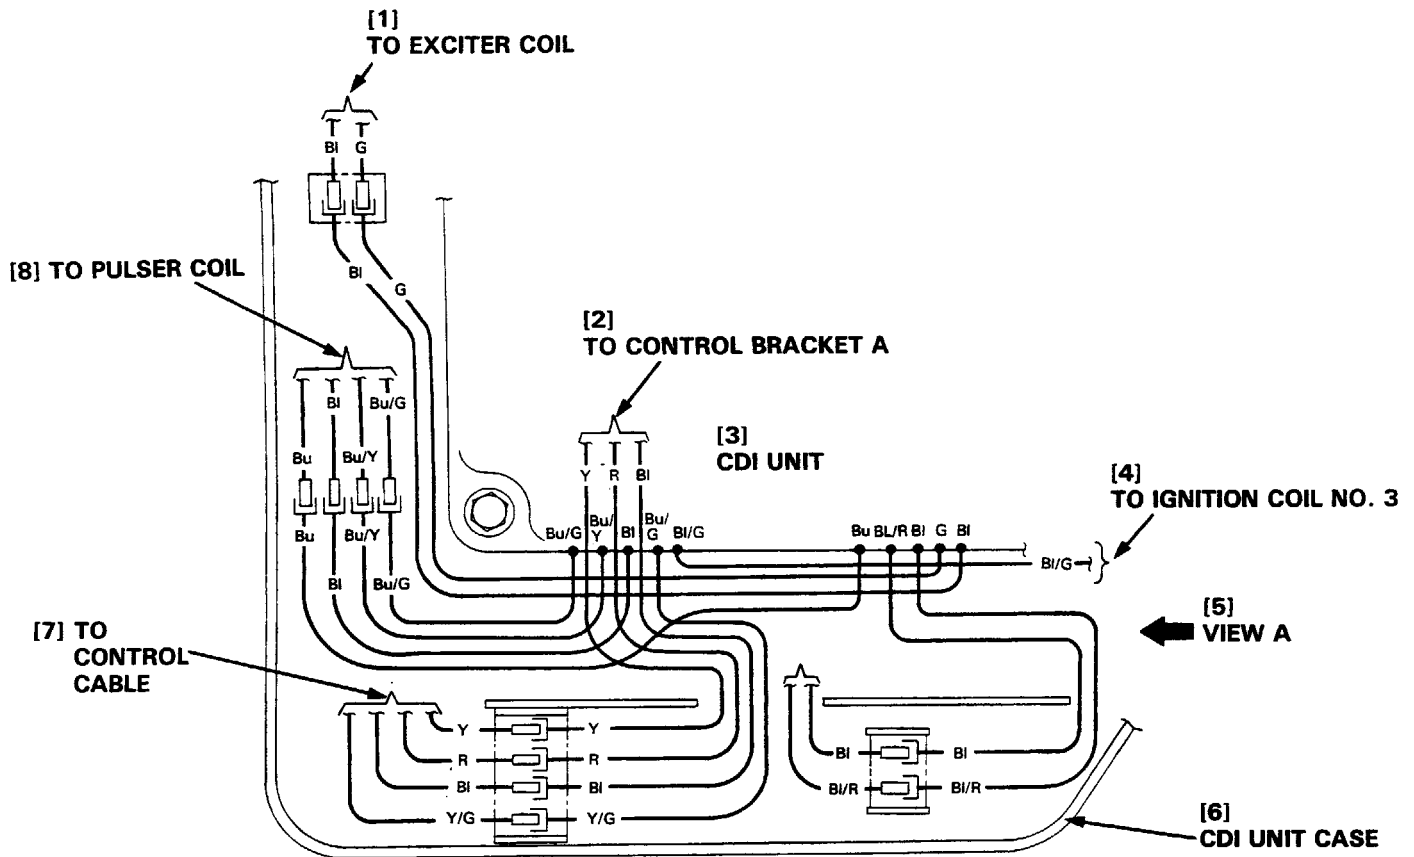 [1]
TO EXCITER COIL
Bl G
Bl
G
[8] TO PULSER COIL
[2]
TO CONTROL BRACKET A
Bl Bu/G
Bu Bu/Y
Y R Bl
[3]
CDI UNIT
[4]
TO IGNITION COIL NO. 3
Bu Bu/Y
Bu/G Bu/Y Bl Bu/G Bl/G
Bu BL/R Bl G Bl
Bl/G
Bl Bu/G
[5]
VIEW A
[7] TO
CONTROL
CABLE
Y Y
R R
Bl Bl
Y/G Y/G
Bl Bl
Bl/R Bl/R
[6]
CDI UNIT CASE